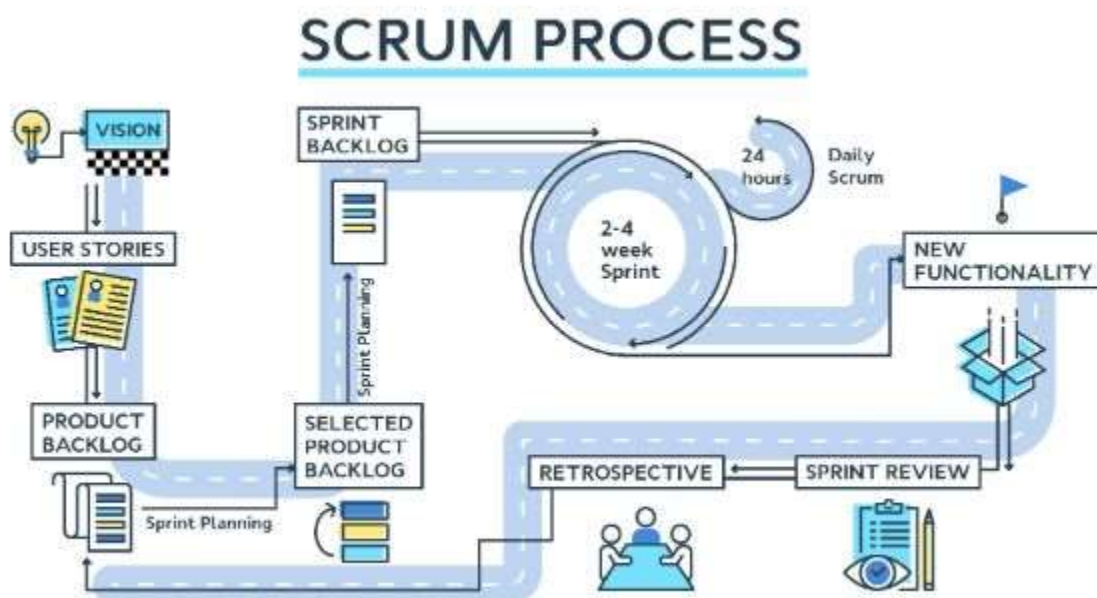 SCRUM PROCESS
VISION
USER STORIES
PRODUCT
BACKLOG
Sprint Planning
SELECTED
PRODUCT
BACKLOG
Sprint Planning
SPRINT
BACKLOG
2-4
week
Sprint
24
hours
Daily
Scrum
NEW
FUNCTIONALITY
SPRINT REVIEW
RETROSPECTIVE